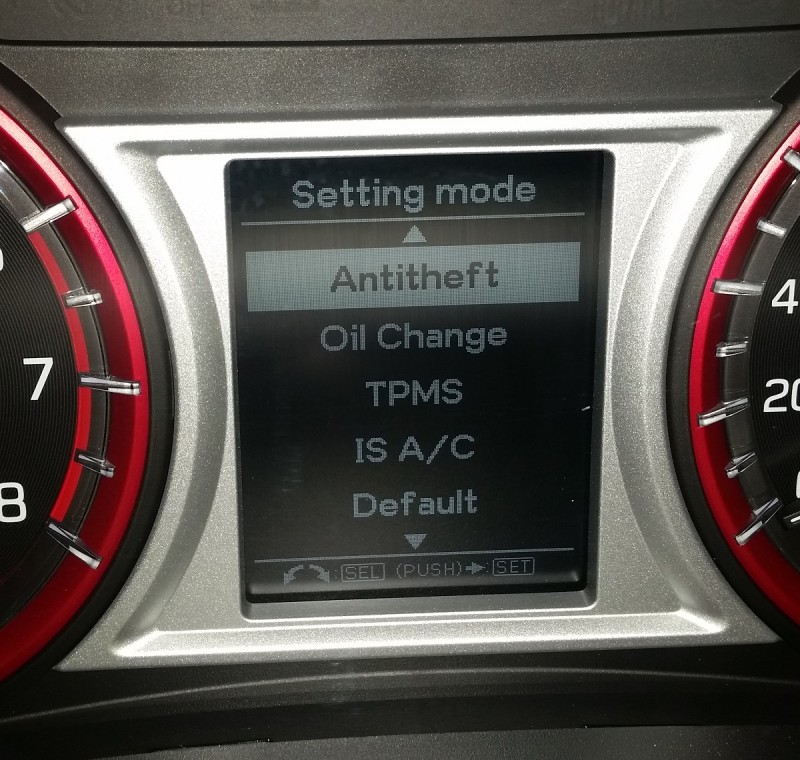 Setting mode
Antitheft
Oil Change
TPMS
IS A/C
Default
: SEL (PUSH) : SET
7
8
4
20